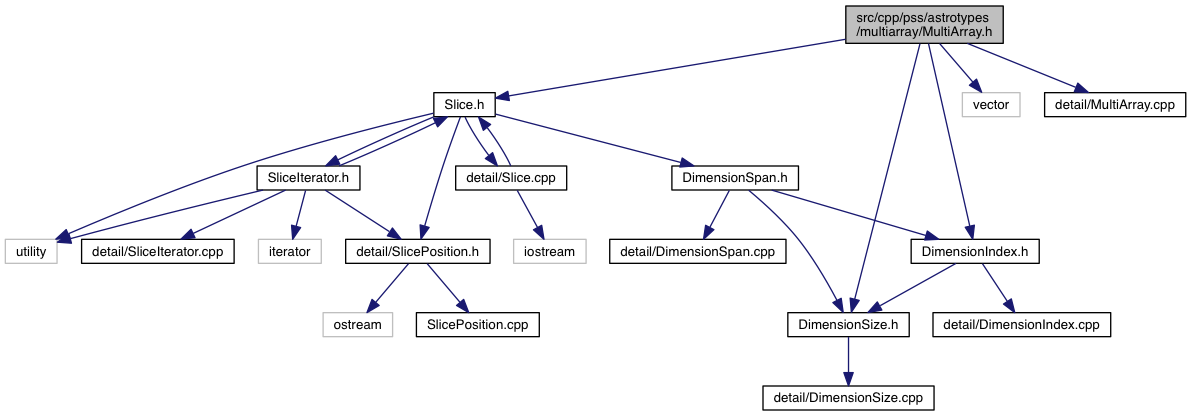 src/cpp/pss/astrotypes
/multiarray/MultiArray.h
Slice.h
vector
detail/MultiArray.cpp
SliceIterator.h
detail/Slice.cpp
DimensionSpan.h
utility
detail/SliceIterator.cpp
iterator
detail/SlicePosition.h
iostream
detail/DimensionSpan.cpp
DimensionIndex.h
ostream
SlicePosition.cpp
DimensionSize.h
detail/DimensionIndex.cpp
detail/DimensionSize.cpp